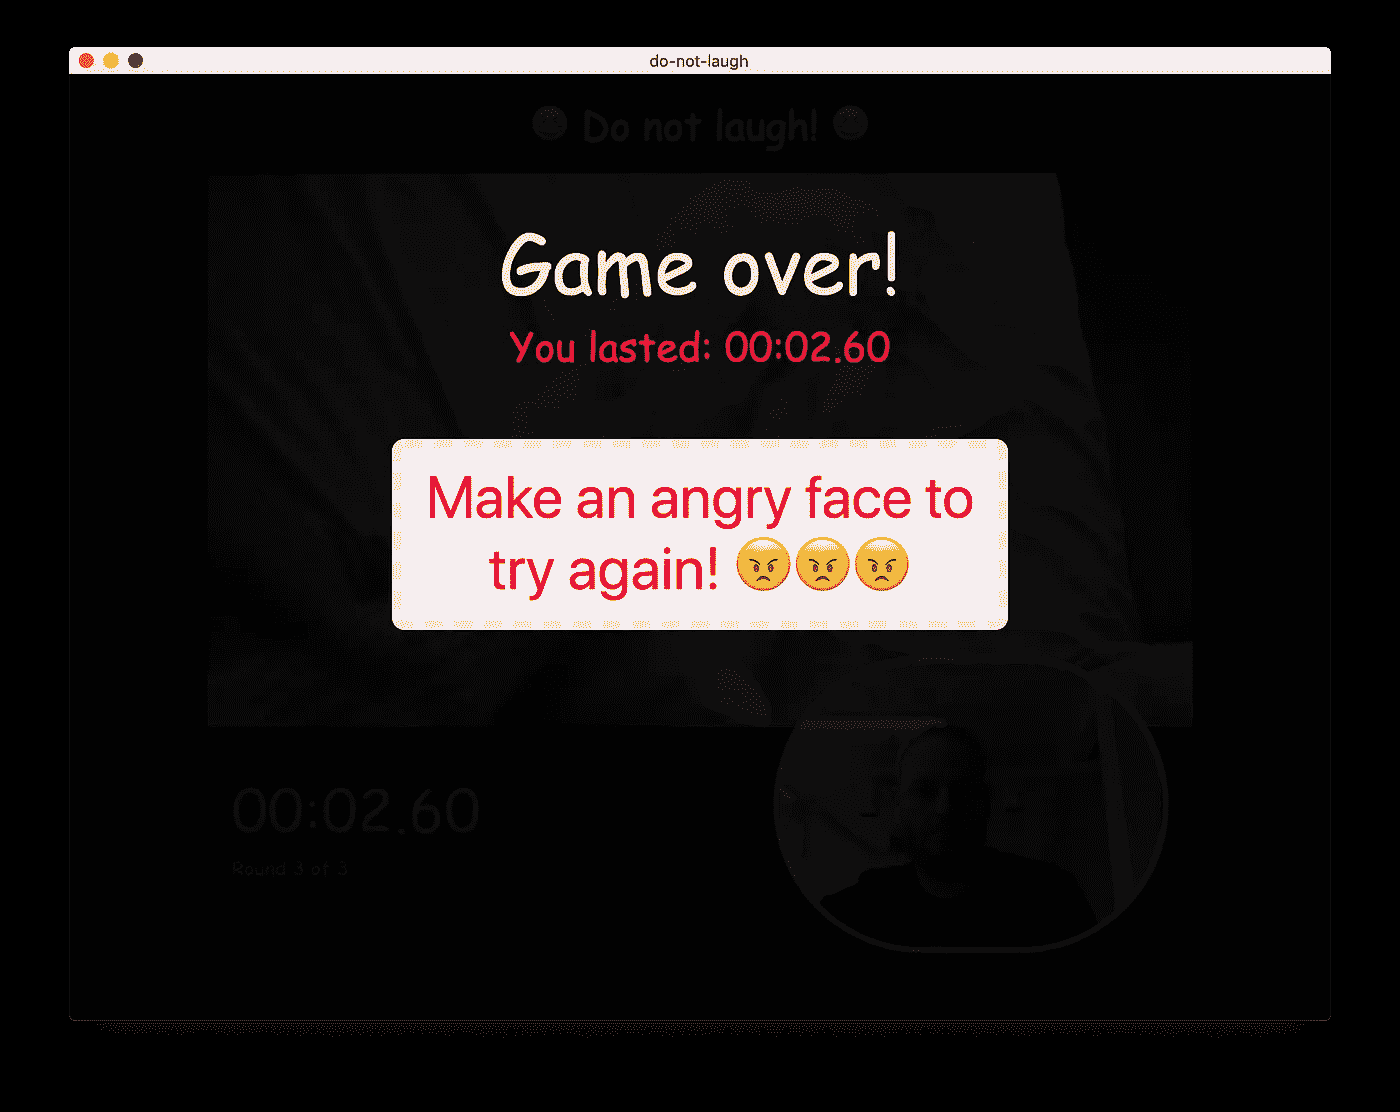 do-not-laugh
Do not laugh!
Game over!
You lasted: 00:02.60
Make an angry face to
try again! 😠😠😠
00:02.60
Round 3 of 3